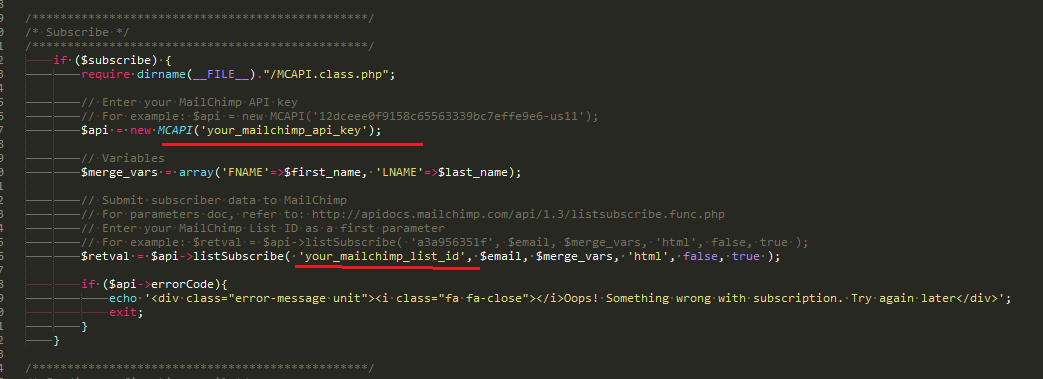 /************************************************/
/* Subscribe */
/************************************************/
if ($subscribe) {
require dirname(__FILE__)."/MCAPI.class.php";
// Enter your MailChimp API key
// For example: $api = new MCAPI('12dceee0f9158c65563339bc7effe9e6-us11');
$api = new MCAPI('your_mailchimp_api_key');
// Variables
$merge_vars = array('FNAME'=>$first_name, 'LNAME'=>$last_name);
// Submit subscriber data to MailChimp
// For parameters doc, refer to: http://apidocs.mailchimp.com/api/1.3/listsubscribe.func.php
// Enter your MailChimp List ID as a first parameter
// For example: $retval = $api->listSubscribe( 'a3a956351f', $email, $merge_vars, 'html', false, true );
$retval = $api->listSubscribe( 'your_mailchimp_list_id', $email, $merge_vars, 'html', false, true );
if ($api->errorCode){
echo '<div class="error-message unit"><i class="fa fa-close"></i>Oops! Something wrong with subscription. Try again later</div>';
exit;
}
}
/************************************************/